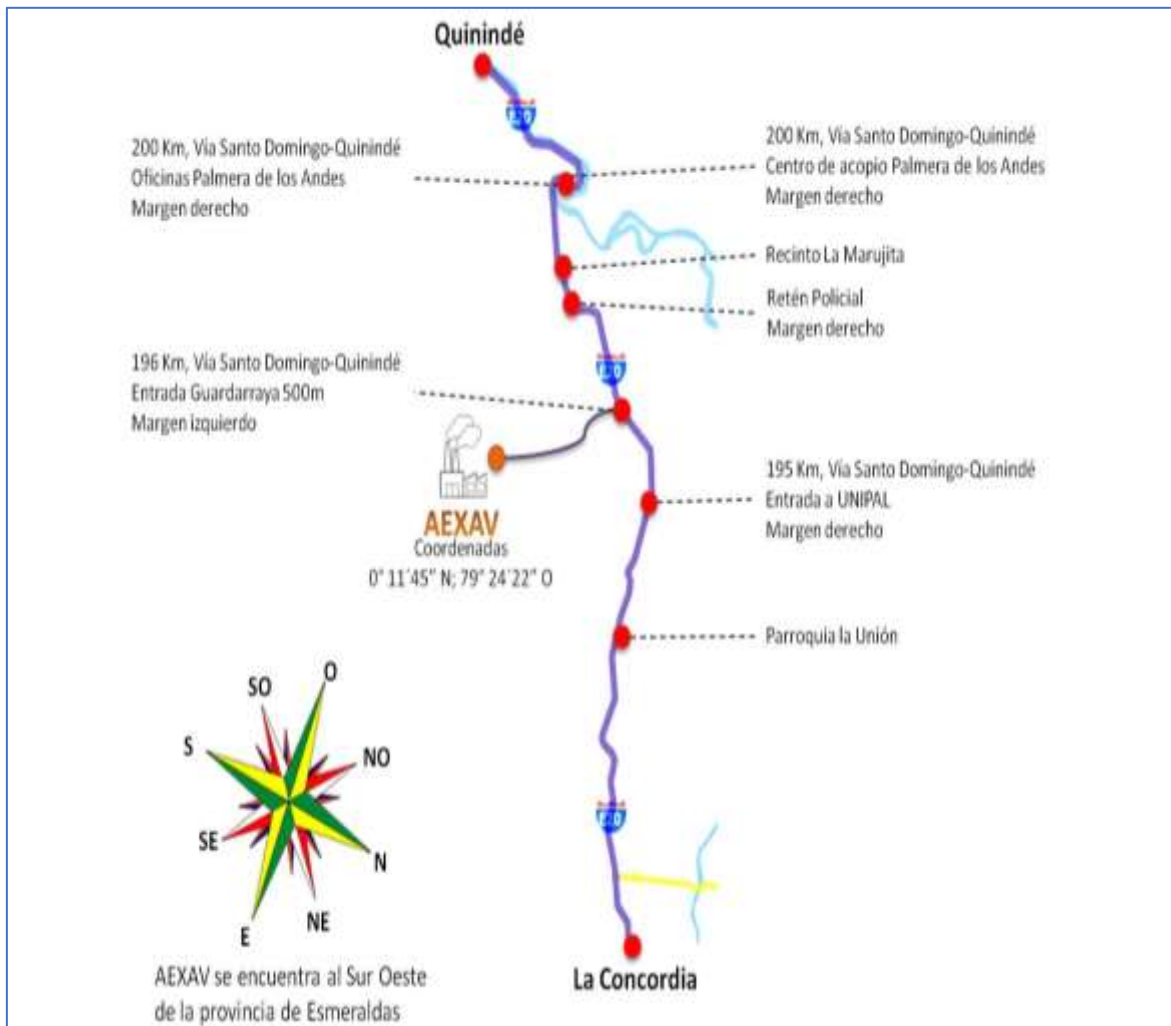 Quinindé
E20
200 Km, Vía Santo Domingo-Quinindé
Oficinas Palmera de los Andes
Margen derecho
200 Km, Vía Santo Domingo-Quinindé
Centro de acopio Palmera de los Andes
Margen derecho
Recinto La Marujita
Retén Policial
Margen derecho
E20
196 Km, Vía Santo Domingo-Quinindé
Entrada Guardarraya 500m
Margen izquierdo
AEXAV
Coordenadas
0° 11´45” N; 79° 24´22” O
195 Km, Vía Santo Domingo-Quinindé
Entrada a UNIPAL
Margen derecho
Parroquia la Unión
E20
O
SO
NO
S
SE
N
NE
E
La Concordia
AEXAV se encuentra al Sur Oeste
de la provincia de Esmeraldas